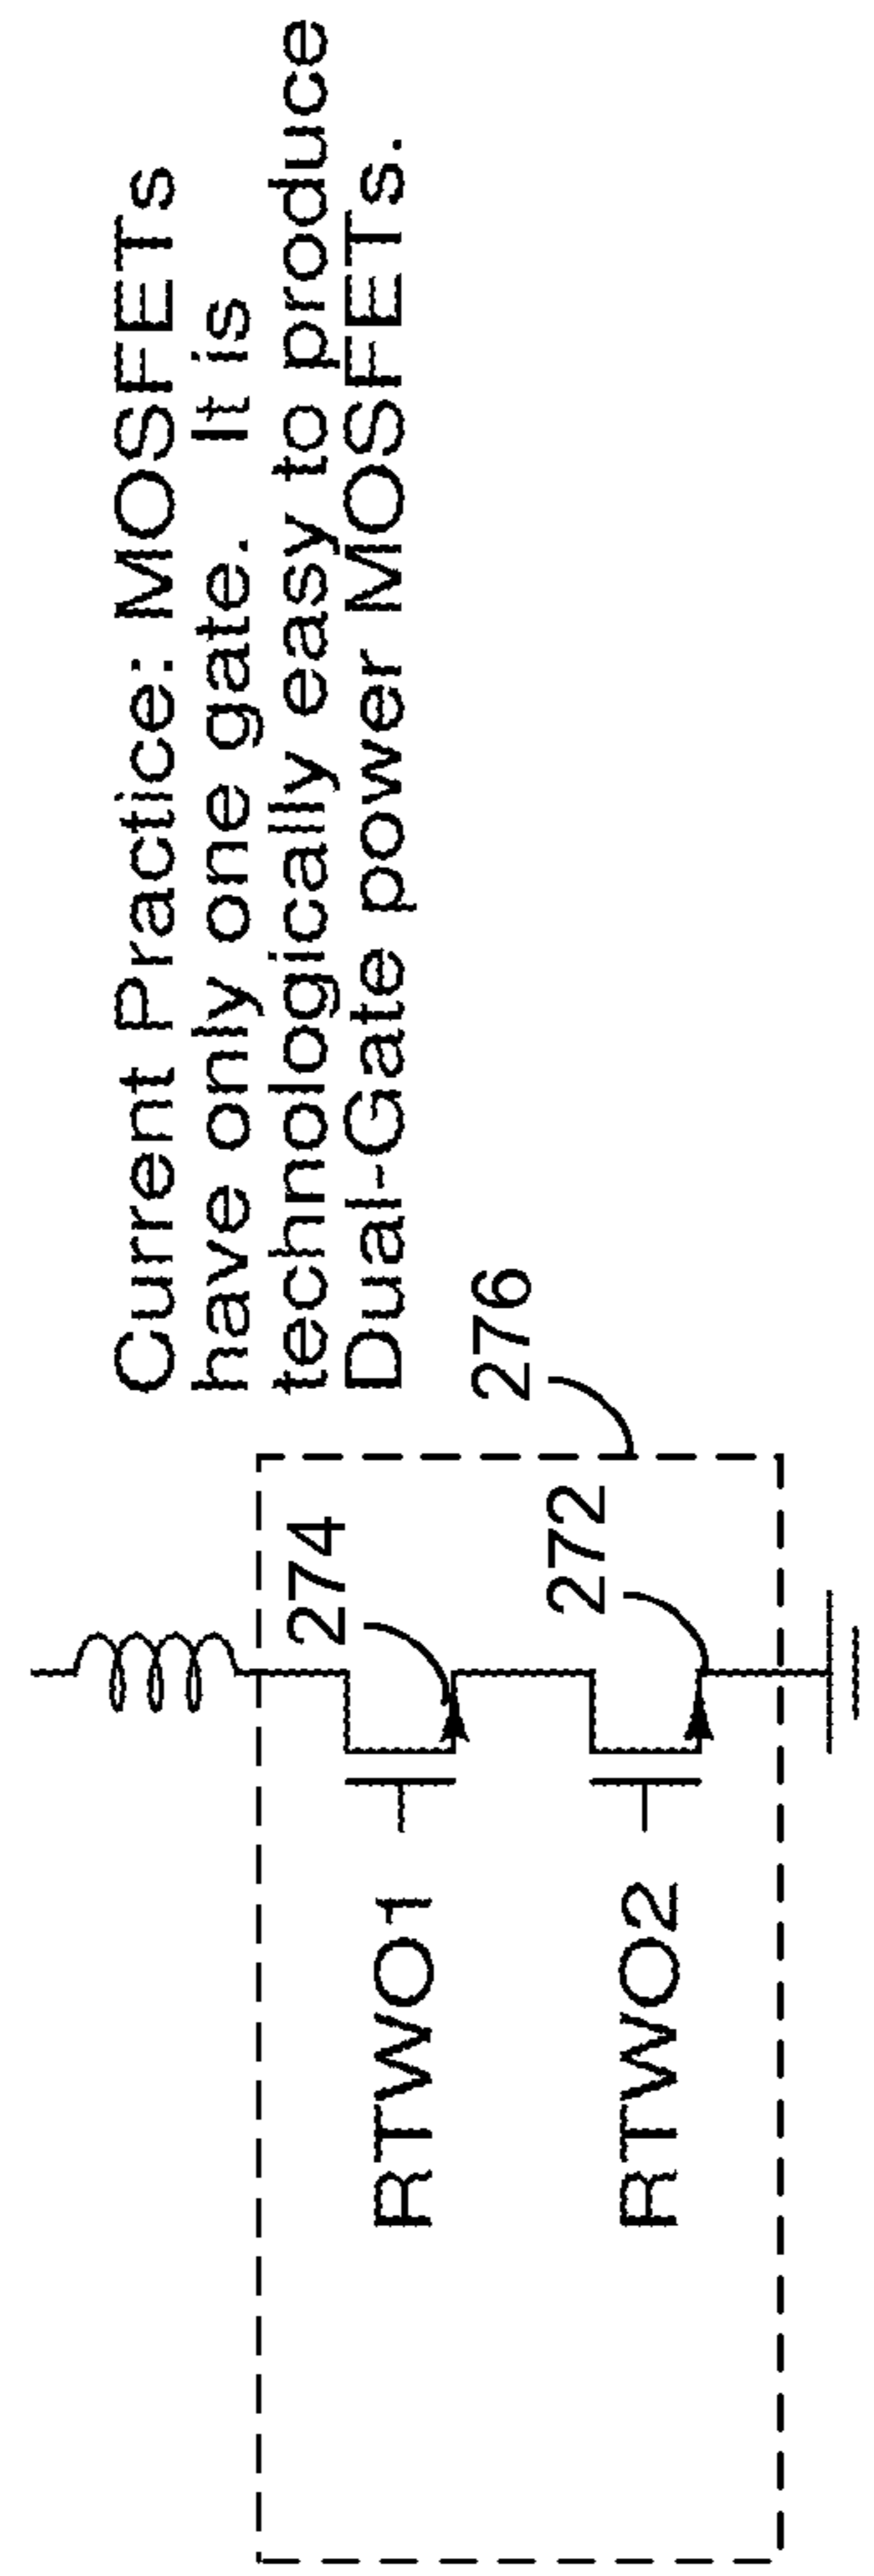 Current Practice: MOSFETs
have only one gate. It is
technologically easy to produce
Dual-Gate power MOSFETs.
276
274
272
RTWO1
RTWO2